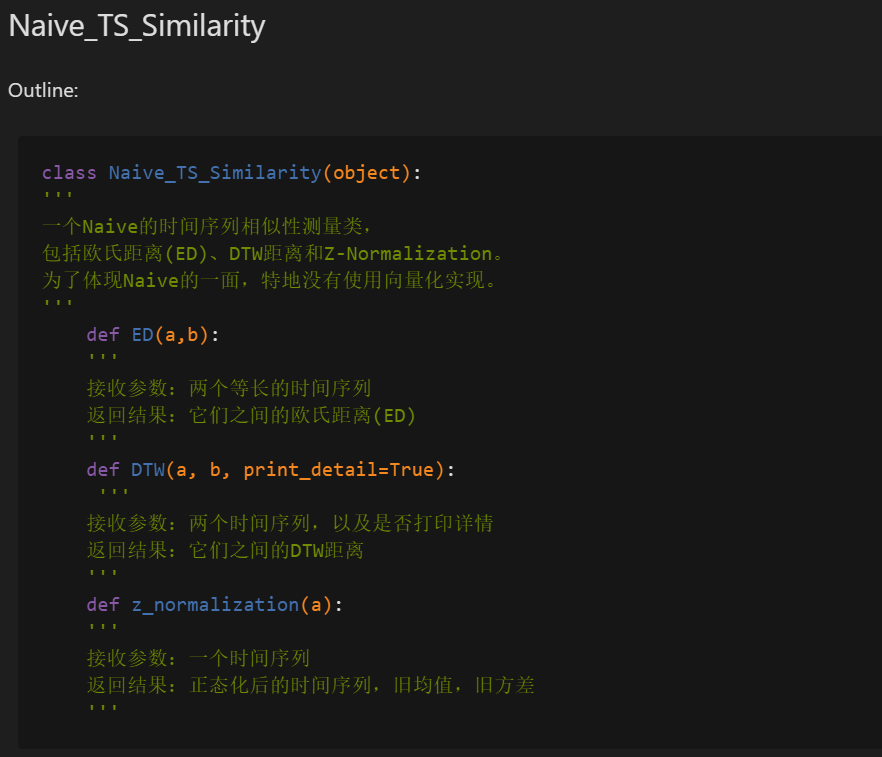 Naive_TS_Similarity
Outline:
class Naive_TS_Similarity(object):
'''
一个Naive的时间序列相似性测量类，
包括欧氏距离(ED)、DTW距离和Z-Normalization。
为了体现Naive的一面，特地没有使用向量化实现。
'''
def ED(a,b):
'''
接收参数：两个等长的时间序列
返回结果：它们之间的欧氏距离(ED)
'''
def DTW(a, b, print_detail=True):
'''
接收参数：两个时间序列，以及是否打印详情
返回结果：它们之间的DTW距离
'''
def z_normalization(a):
'''
接收参数：一个时间序列
返回结果：正态化后的时间序列，旧均值，旧方差
'''